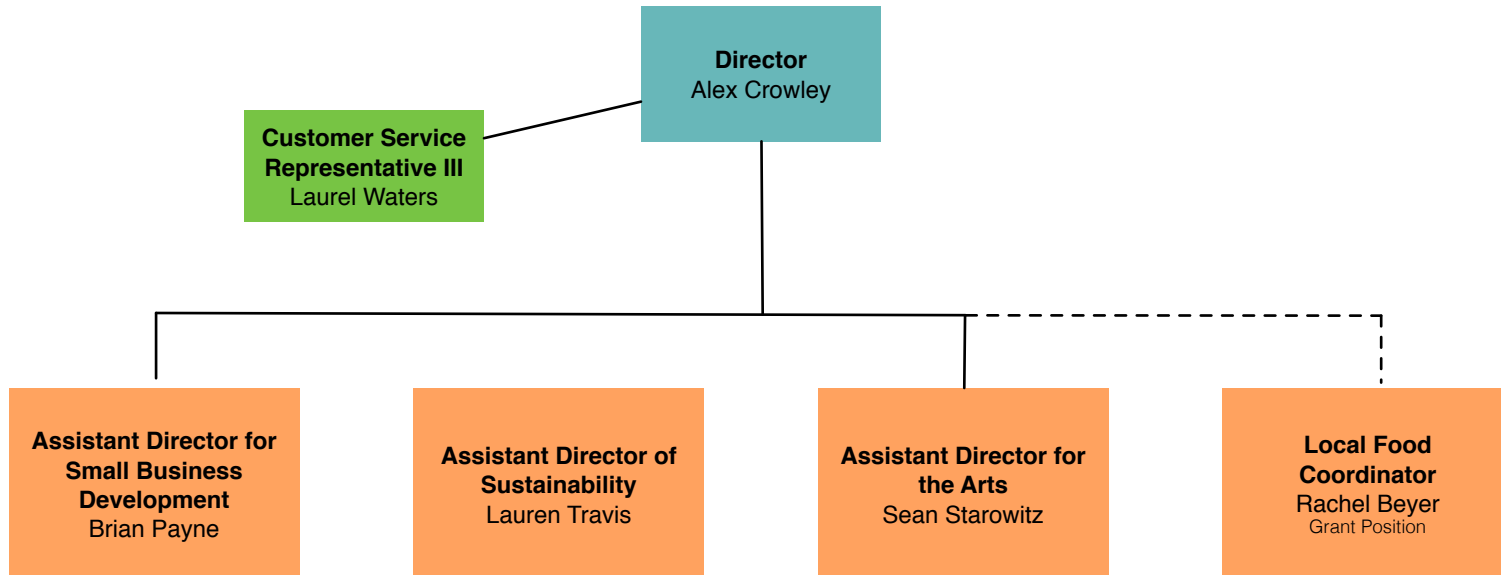 Director
Alex Crowley
Customer Service
Representative III
Laurel Waters
Assistant Director for
Small Business
Development
Brian Payne
Assistant Director of
Sustainability
Lauren Travis
Assistant Director for
the Arts
Sean Starowitz
Local Food
Coordinator
Rachel Beyer
Grant Position